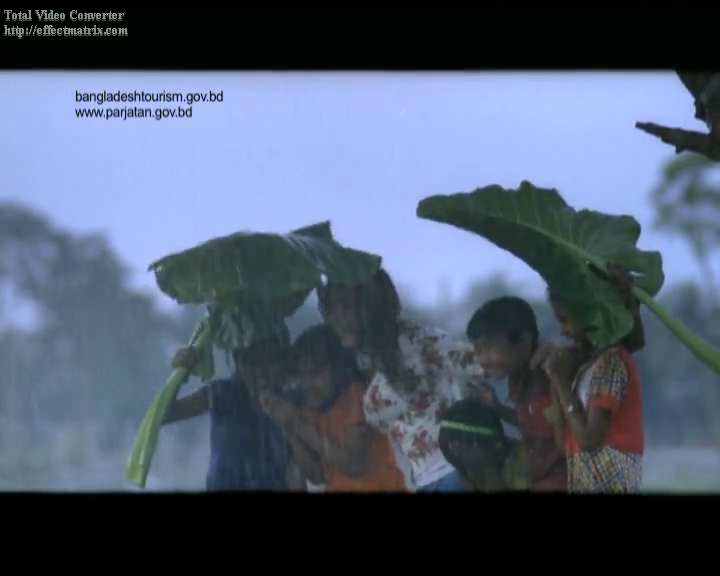 Total Video Converter
http://effectmatrix.com
bangladeshtourism.gov.bd
www.parjatan.gov.bd